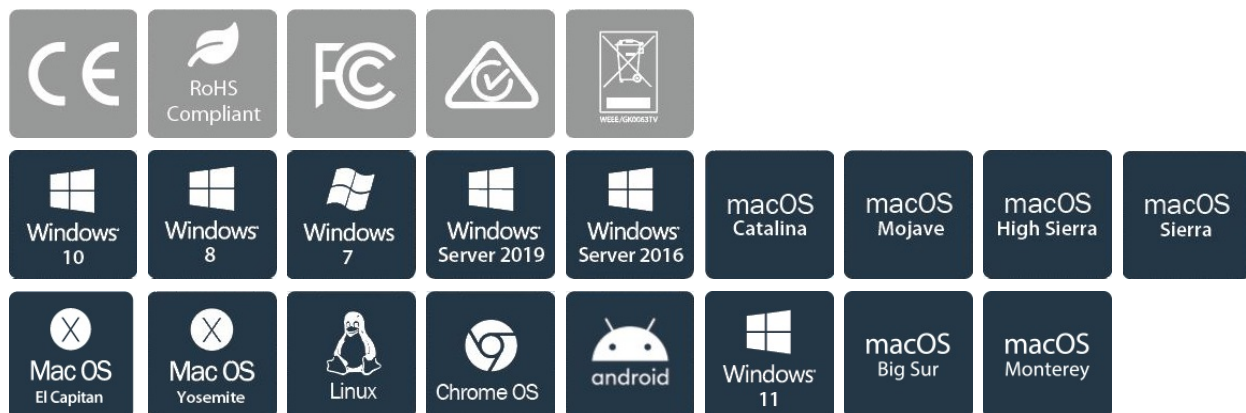 CE
RoHS
Compliant
FC
WEEE/GK0063TV
Windows
10
Windows
8
Windows
7
Windows
Server 2019
Windows
Server 2016
macOS
Catalina
macOS
Mojave
macOS
High Sierra
macOS
Sierra
X
Mac OS
El Capitan
X
Mac OS
Yosemite
Linux
Chrome OS
android
Windows
11
macOS
Big Sur
macOS
Monterey